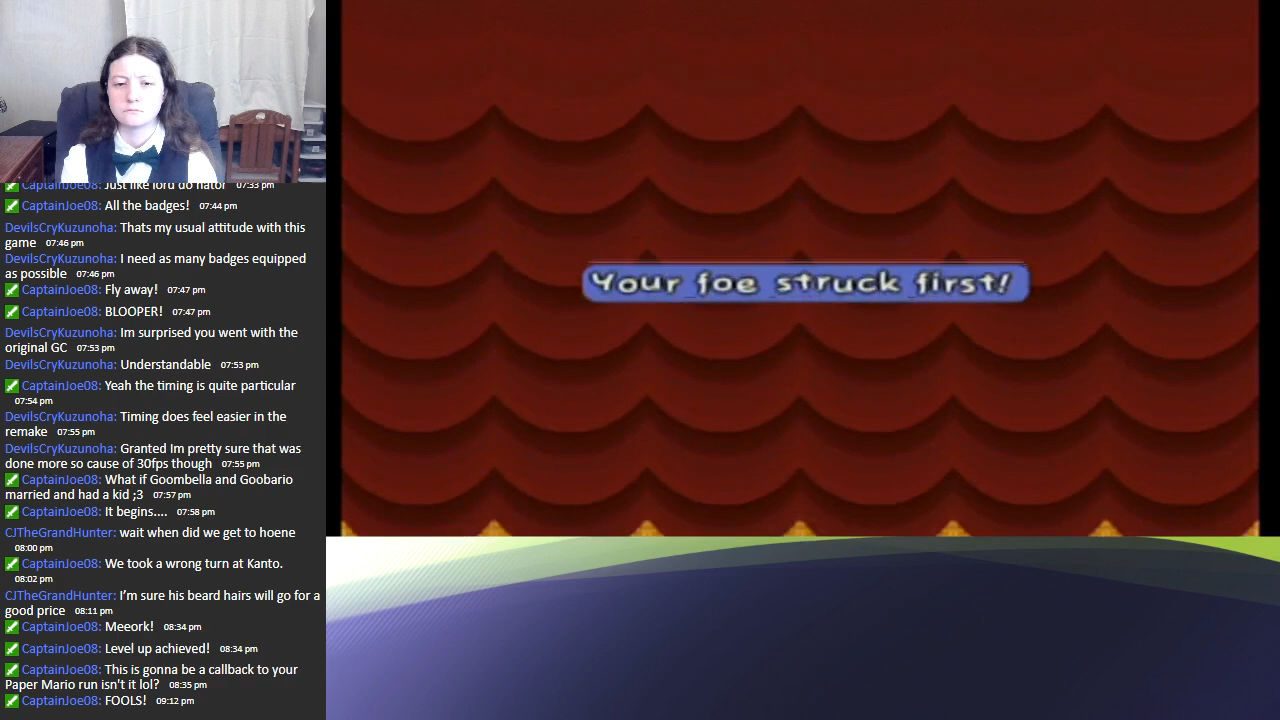 CaptainJoe08: Just like lord do nator 07:33 pm
CaptainJoe08: All the badges! 07:44 pm
DevilsCryKuzunoha: Thats my usual attitude with this
game 07:46 pm
DevilsCryKuzunoha: I need as many badges equipped
as possible 07:46 pm
CaptainJoe08: Fly away! 07:47 pm
CaptainJoe08: BLOOPER! 07:47 pm
DevilsCryKuzunoha: Im surprised you went with the
original GC 07:53 pm
DevilsCryKuzunoha: Understandable 07:53 pm
CaptainJoe08: Yeah the timing is quite particular
07:54 pm
DevilsCryKuzunoha: Timing does feel easier in the
remake 07:55 pm
DevilsCryKuzunoha: Granted Im pretty sure that was
done more so cause of 30fps though 07:55 pm
CaptainJoe08: What if Goombella and Goobario
married and had a kid ;3 07:57 pm
CaptainJoe08: It begins.... 07:58 pm
CJTheGrandHunter: wait when did we get to hoene
08:00 pm
CaptainJoe08: We took a wrong turn at Kanto.
08:02 pm
CJTheGrandHunter: I'm sure his beard hairs will go for a
good price 08:11 pm
CaptainJoe08: Meeork! 08:34 pm
CaptainJoe08: Level up achieved! 08:34 pm
CaptainJoe08: This is gonna be a callback to your
Paper Mario run isn't it lol? 08:35 pm
CaptainJoe08: FOOLS! 09:12 pm
Your foe struck first!